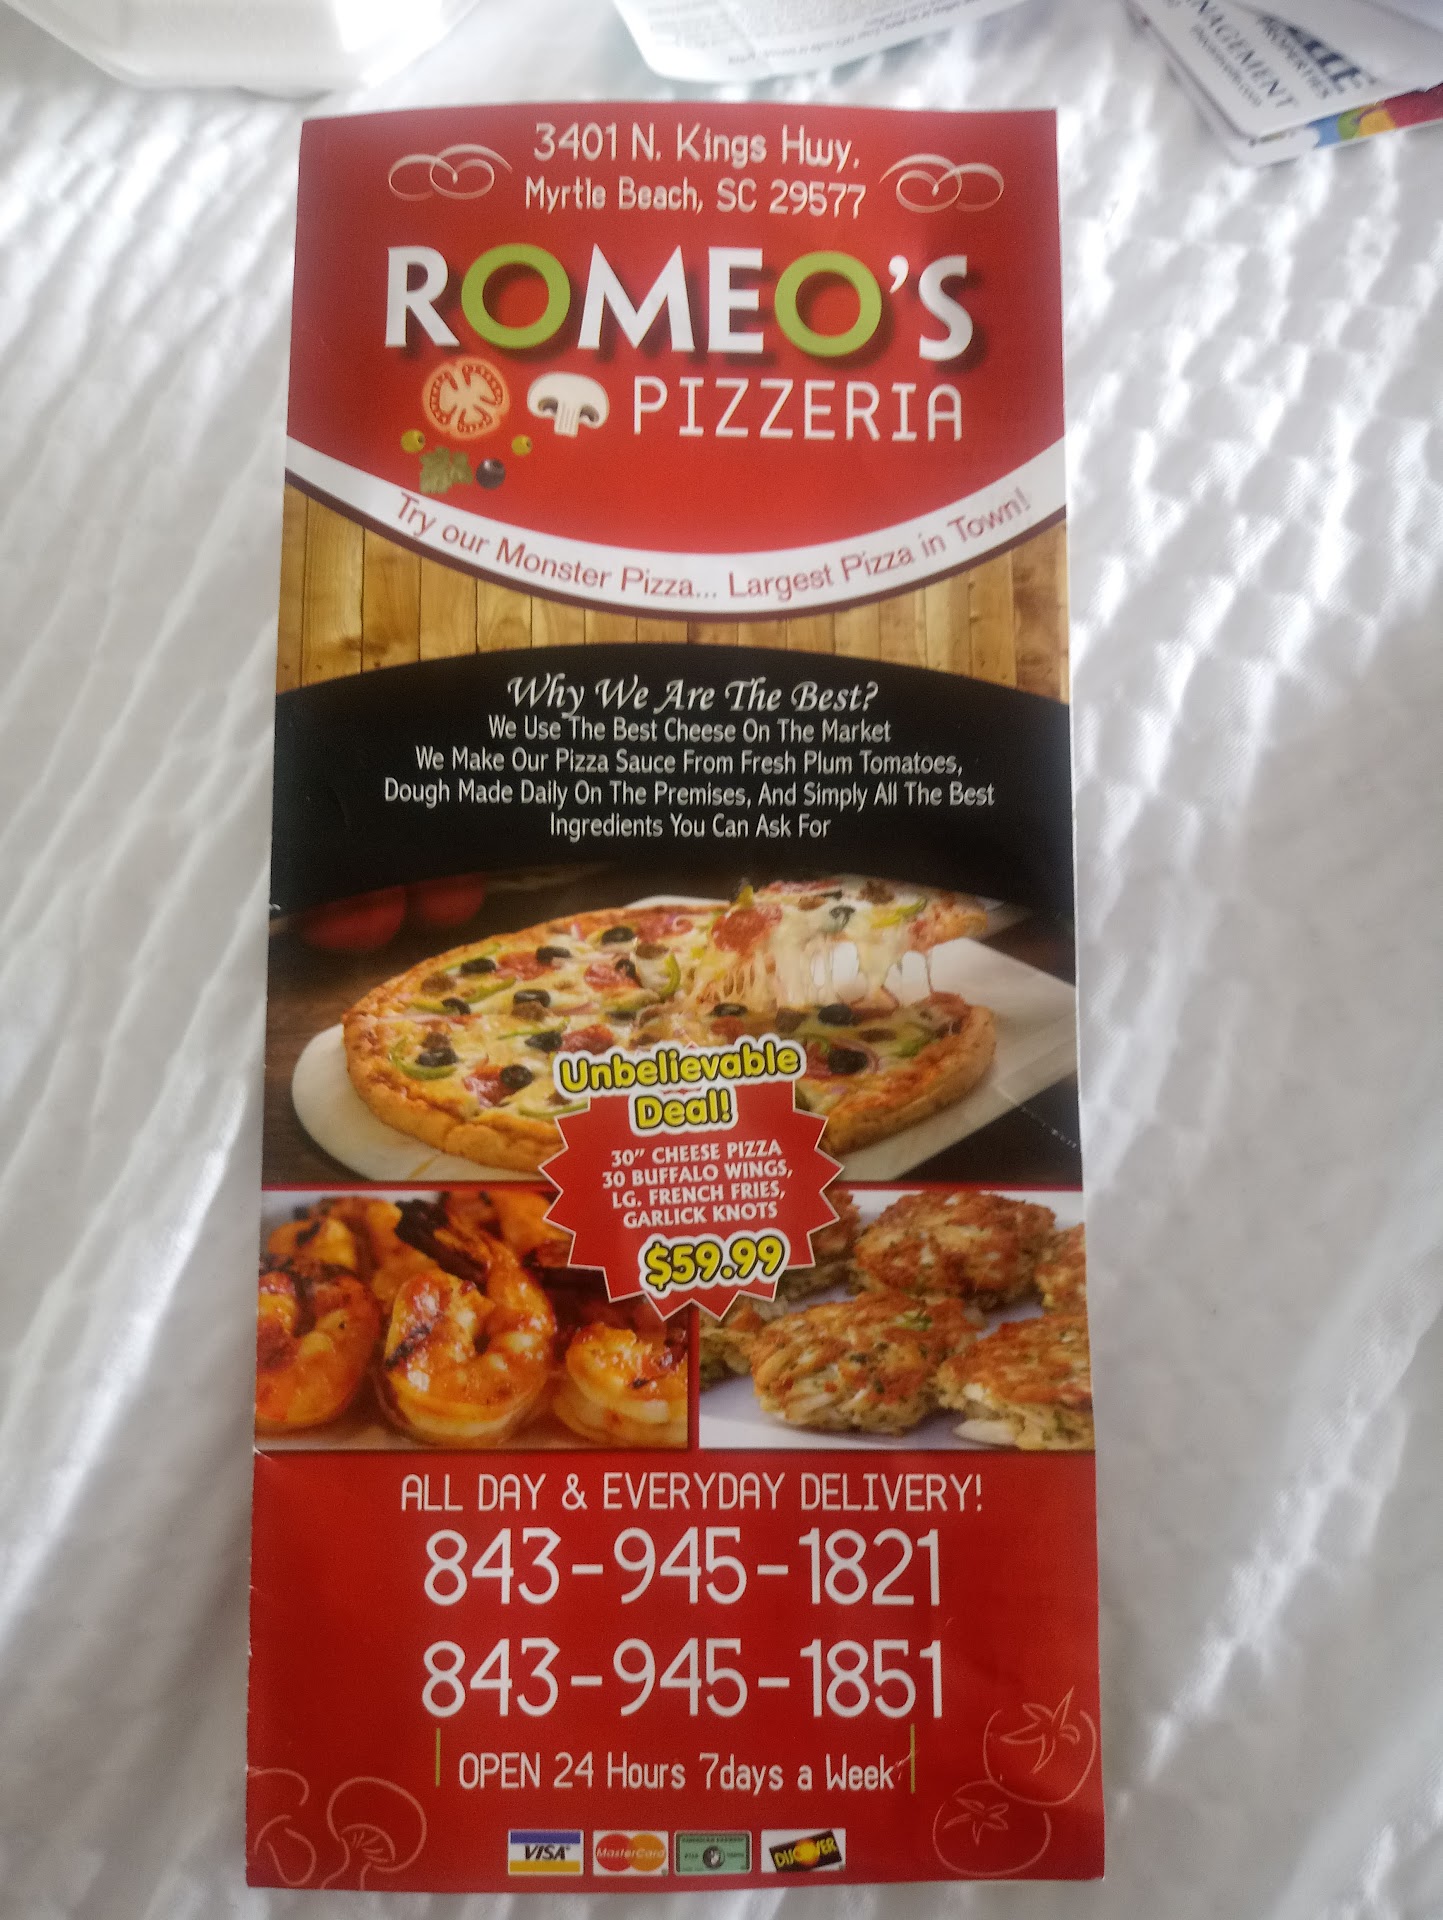 NAGEMENT
PROPERTIES
3401 N. Kings Hwy,
Myrtle Beach, SC 29577
ROMEO'S
PIZZERIA
Try our Monster Pizza... Largest Pizza in Town!
Why We Are The Best?
We Use The Best Cheese On The Market
We Make Our Pizza Sauce From Fresh Plum Tomatoes,
Dough Made Daily On The Premises, And Simply All The Best
Ingredients You Can Ask For
Unbelievable
Deal!
30" CHEESE PIZZA
30 BUFFALO WINGS,
LG. FRENCH FRIES,
GARLICK KNOTS
$59.99
ALL DAY & EVERYDAY DELIVERY!
843-945-1821
843-945-1851
OPEN 24 Hours 7days a Week
VISA MasterCard AMERICAN EXPRESS DISCOVER